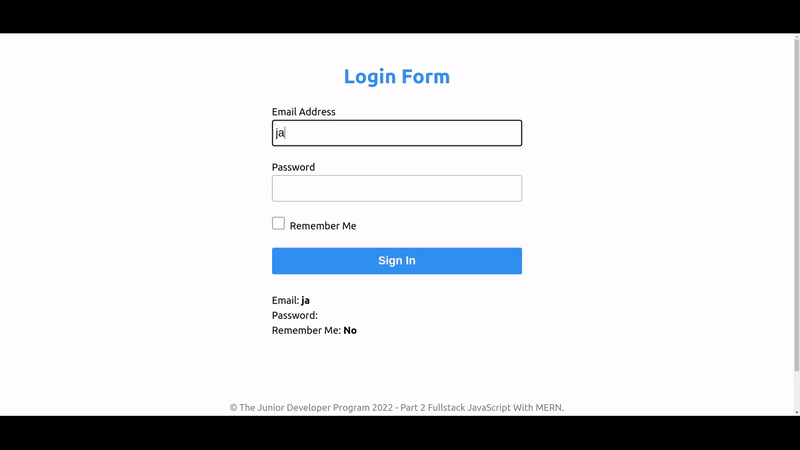 Login Form
Email Address
ja
Password
Remember Me
Sign In
Email: ja
Password:
Remember Me: No
© The Junior Developer Program 2022 - Part 2 Fullstack JavaScript With MERN.